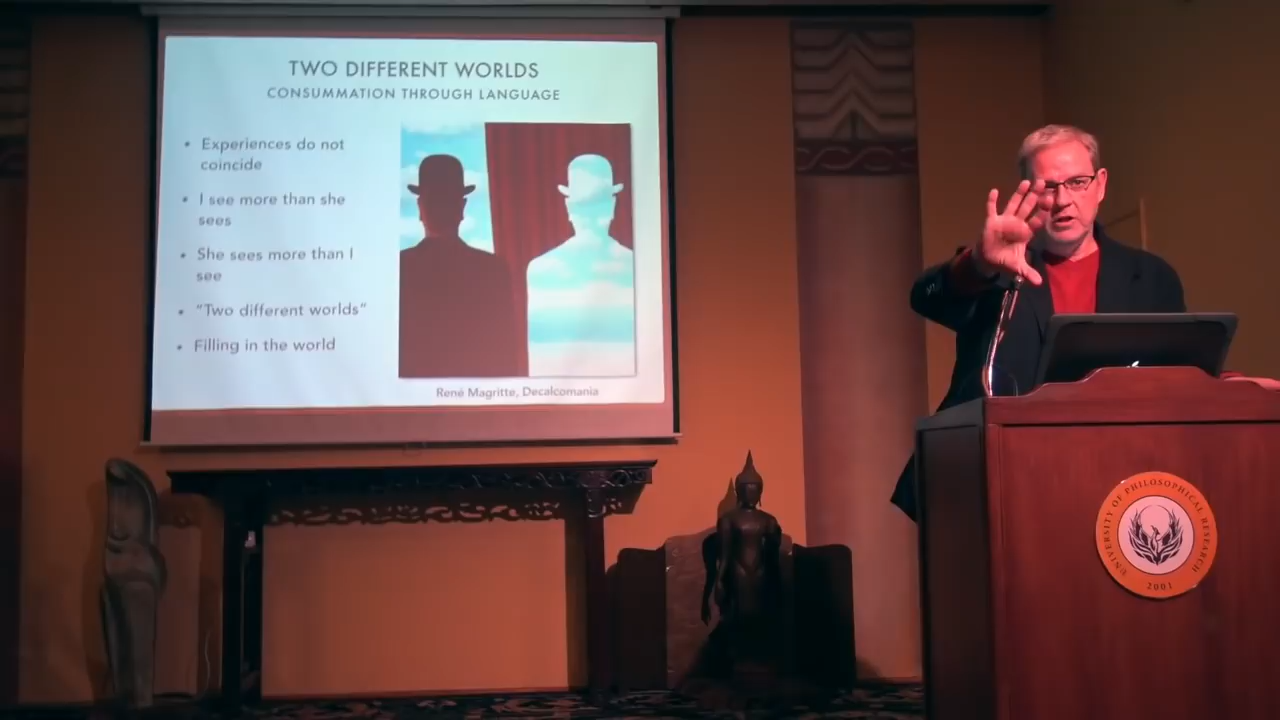 TWO DIFFERENT WORLDS
CONSUMMATION THROUGH LANGUAGE
• Experiences do not
coincide
• I see more than she
sees
• She sees more than I
see
• "Two different worlds"
• Filling in the world
René Magritte, Decalcomania
UNIVERSITY OF PHILOSOPHICAL RESEARCH
2001